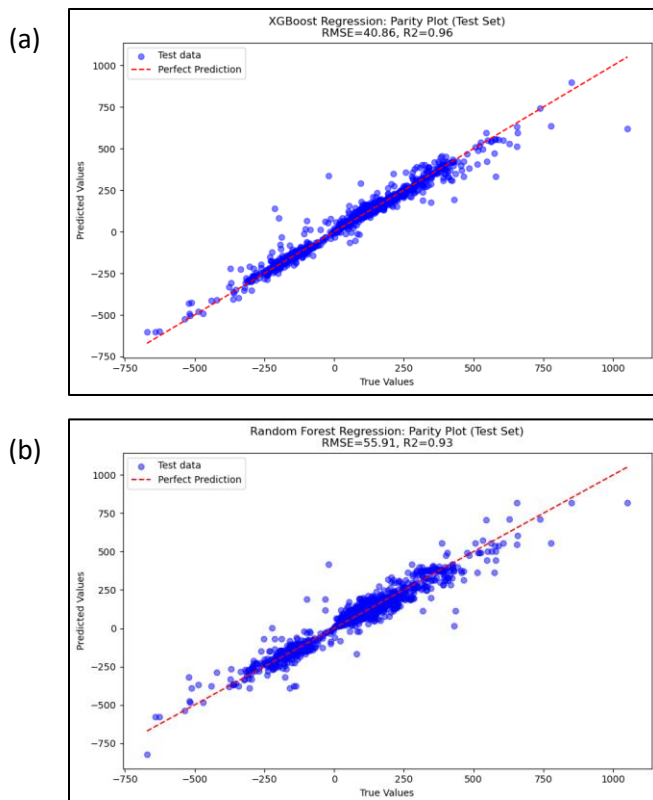 (a)
XGBoost Regression: Parity Plot (Test Set)
RMSE=40.86, R2=0.96
Test data
Perfect Prediction
1000
750
500
250
0
-250
-500
-750
Predicted Values
-750 -500 -250 0 250 500 750 1000
True Values
(b)
Random Forest Regression: Parity Plot (Test Set)
RMSE=55.91, R2=0.93
Test data
Perfect Prediction
1000
750
500
250
0
-250
-500
-750
Predicted Values
-750 -500 -250 0 250 500 750 1000
True Values